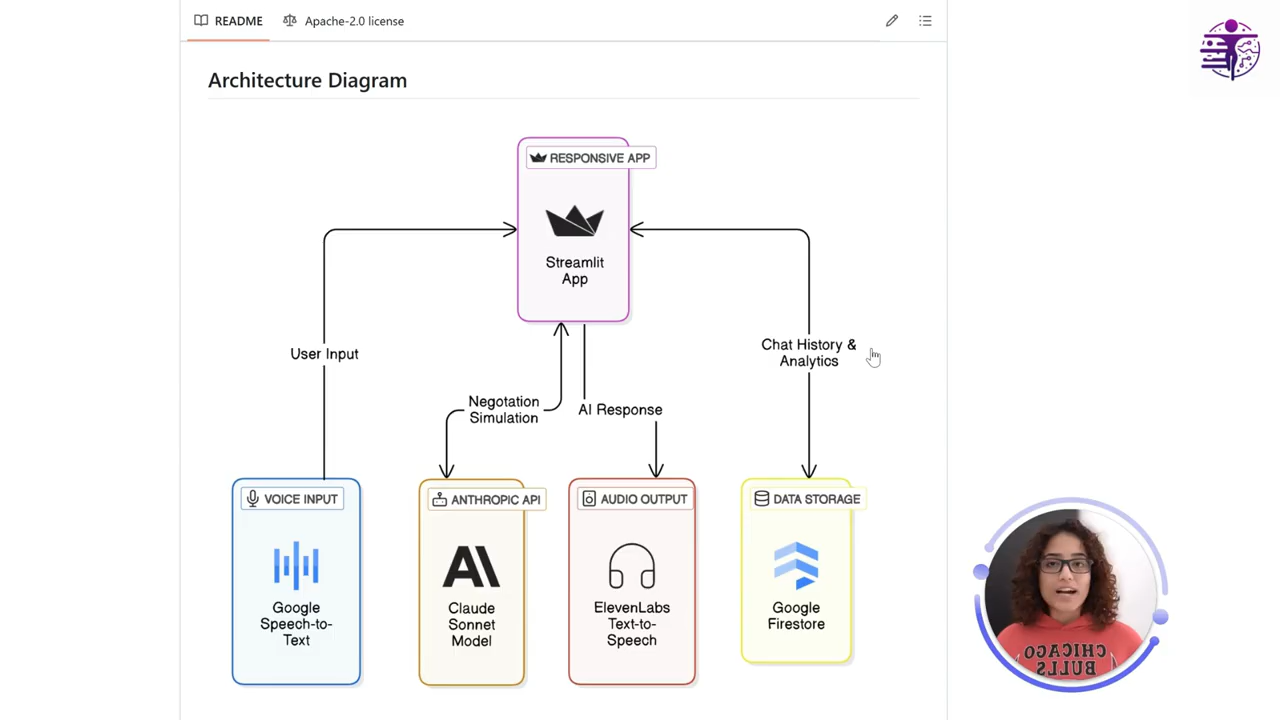 README
Apache-2.0 license
Architecture Diagram
RESPONSIVE APP
Streamlit
App
User Input
Chat History &
Analytics
Negotation
Simulation
AI Response
VOICE INPUT
Google
Speech-to-
Text
ANTHROPIC API
AI
Claude
Sonnet
Model
AUDIO OUTPUT
ElevenLabs
Text-to-
Speech
DATA STORAGE
Google
Firestore
CHICAGO
BULLS